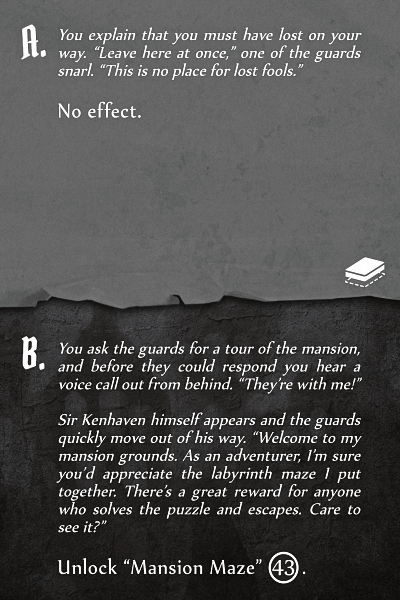 A. You explain that you must have lost on your
way. “Leave here at once,” one of the guards
snarl. “This is no place for lost fools.”
No effect.
B. You ask the guards for a tour of the mansion,
and before they could respond you hear a
voice call out from behind. “They’re with me!”
Sir Kenhaven himself appears and the guards
quickly move out of his way. “Welcome to my
mansion grounds. As an adventurer, I’m sure
you’d appreciate the labyrinth maze I put
together. There’s a great reward for anyone
who solves the puzzle and escapes. Care to
see it?”
Unlock “Mansion Maze” 43.